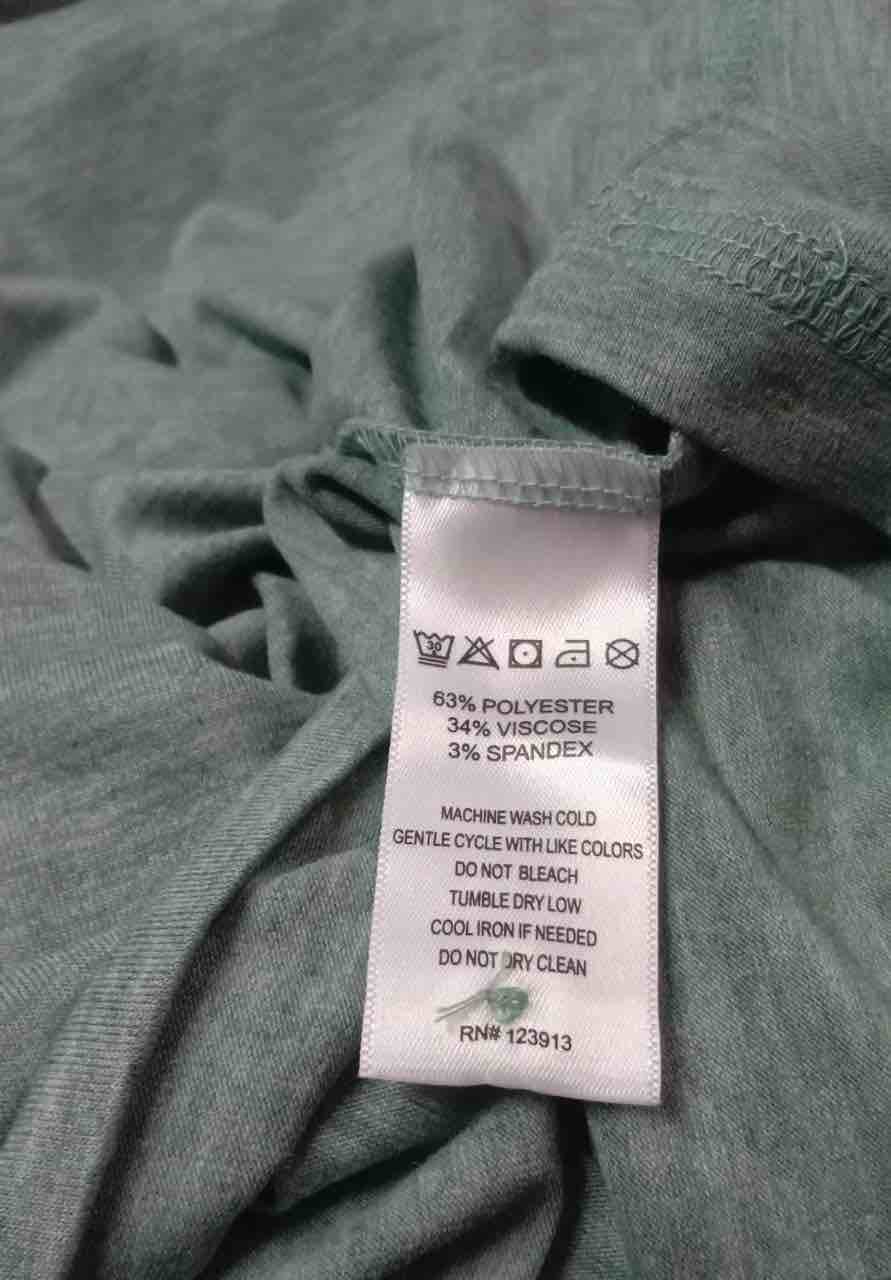 30
63% POLYESTER
34% VISCOSE
3% SPANDEX
MACHINE WASH COLD
GENTLE CYCLE WITH LIKE COLORS
DO NOT BLEACH
TUMBLE DRY LOW
COOL IRON IF NEEDED
DO NOT DRY CLEAN
RN# 123913